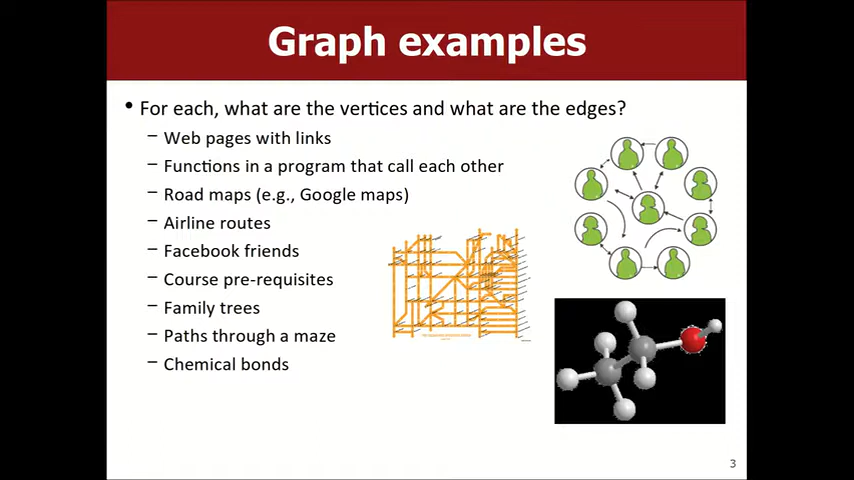 Graph examples
• For each, what are the vertices and what are the edges?
– Web pages with links
– Functions in a program that call each other
– Road maps (e.g., Google maps)
– Airline routes
– Facebook friends
– Course pre-requisites
– Family trees
– Paths through a maze
– Chemical bonds
3